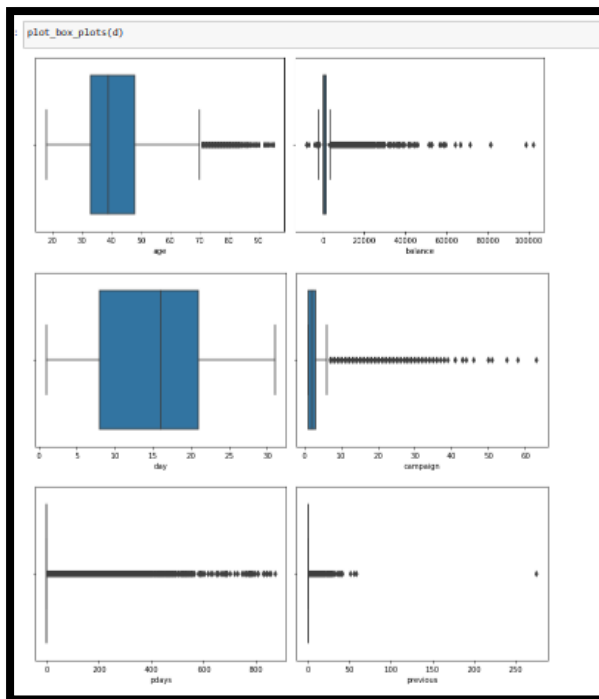 : plot_box_plots(d)
20 30 40 50 60 70 80 90
age
0 20000 40000 60000 80000 100000
balance
0 5 10 15 20 25 30
day
0 10 20 30 40 50 60
campaign
0 200 400 600 800
pdays
0 50 100 150 200 250
previous